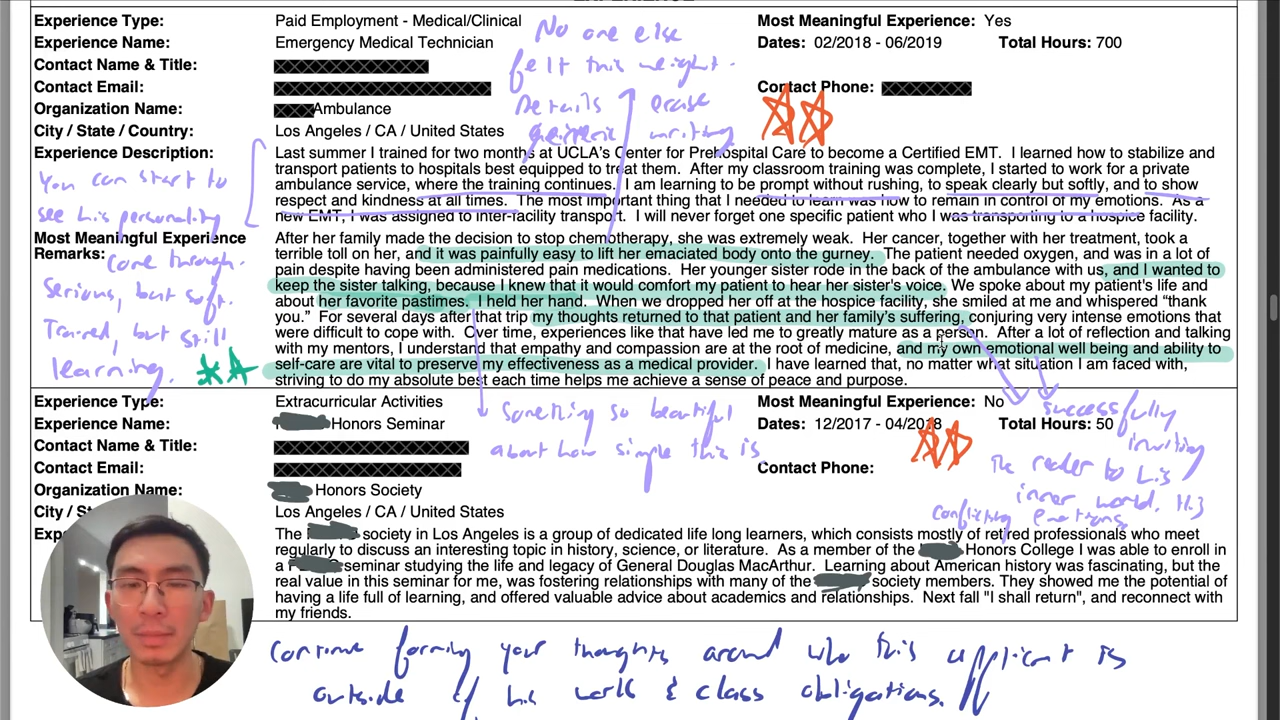 Experience Type: Paid Employment - Medical/Clinical Most Meaningful Experience: Yes
Experience Name: Emergency Medical Technician Dates: 02/2018 - 06/2019 Total Hours: 700
Contact Name & Title:
Contact Email: Contact Phone:
Organization Name: Ambulance
City / State / Country: Los Angeles / CA / United States
No one else
felt this weight.
Details erase
generic writing
Experience Description: Last summer I trained for two months at UCLA's Center for Prehospital Care to become a Certified EMT. I learned how to stabilize and
transport patients to hospitals best equipped to treat them. After my classroom training was complete, I started to work for a private
ambulance service, where the training continues. I am learning to be prompt without rushing, to speak clearly but softly, and to show
respect and kindness at all times. The most important thing that I needed to learn was how to remain in control of my emotions. As a
new EMT, I was assigned to inter-facility transport. I will never forget one specific patient who I was transporting to a hospice facility.
You can start to
see his personality
come through.
Serious, but soft.
Trained, but still
learning.
Most Meaningful Experience
Remarks:
After her family made the decision to stop chemotherapy, she was extremely weak. Her cancer, together with her treatment, took a
terrible toll on her, and it was painfully easy to lift her emaciated body onto the gurney. The patient needed oxygen, and was in a lot of
pain despite having been administered pain medications. Her younger sister rode in the back of the ambulance with us, and I wanted to
keep the sister talking, because I knew that it would comfort my patient to hear her sister's voice. We spoke about my patient's life and
about her favorite pastimes. I held her hand. When we dropped her off at the hospice facility, she smiled at me and whispered "thank
you." For several days after that trip my thoughts returned to that patient and her family's suffering, conjuring very intense emotions that
were difficult to cope with. Over time, experiences like that have led me to greatly mature as a person. After a lot of reflection and talking
with my mentors, I understand that empathy and compassion are at the root of medicine, and my own emotional well being and ability to
self-care are vital to preserve my effectiveness as a medical provider. I have learned that, no matter what situation I am faced with,
striving to do my absolute best each time helps me achieve a sense of peace and purpose.
Experience Type: Extracurricular Activities Most Meaningful Experience: No
Experience Name: Honors Seminar Dates: 12/2017 - 04/2018 Total Hours: 50
Contact Name & Title:
Contact Email: Contact Phone:
Organization Name: Honors Society
Los Angeles / CA / United States
Something so beautiful
about how simple this is
successfully
inviting
the reader to his
inner world. His
conflicting emotions.
The society in Los Angeles is a group of dedicated life long learners, which consists mostly of retired professionals who meet
regularly to discuss an interesting topic in history, science, or literature. As a member of the Honors College I was able to enroll in
a seminar studying the life and legacy of General Douglas MacArthur. Learning about American history was fascinating, but the
real value in this seminar for me, was fostering relationships with many of the society members. They showed me the potential of
having a life full of learning, and offered valuable advice about academics and relationships. Next fall "I shall return", and reconnect with
my friends.
Continue forming your thoughts around who this applicant is
outside of his work & class obligations.